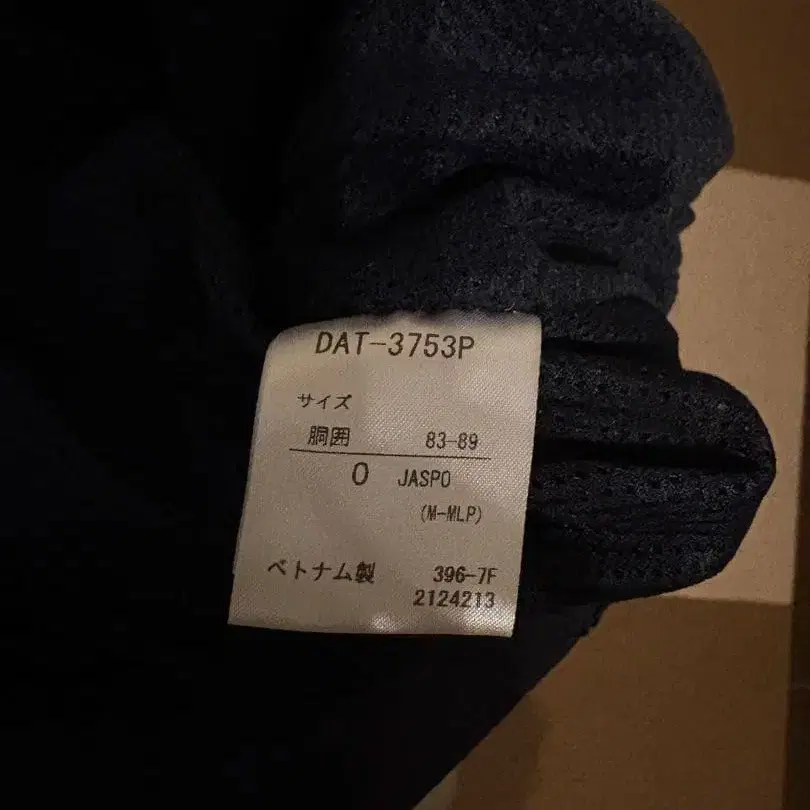 DAT-3753P
サイズ
胴囲 83-89
O JASPO
(M-MLP)
ベトナム製 396-7F
2124213